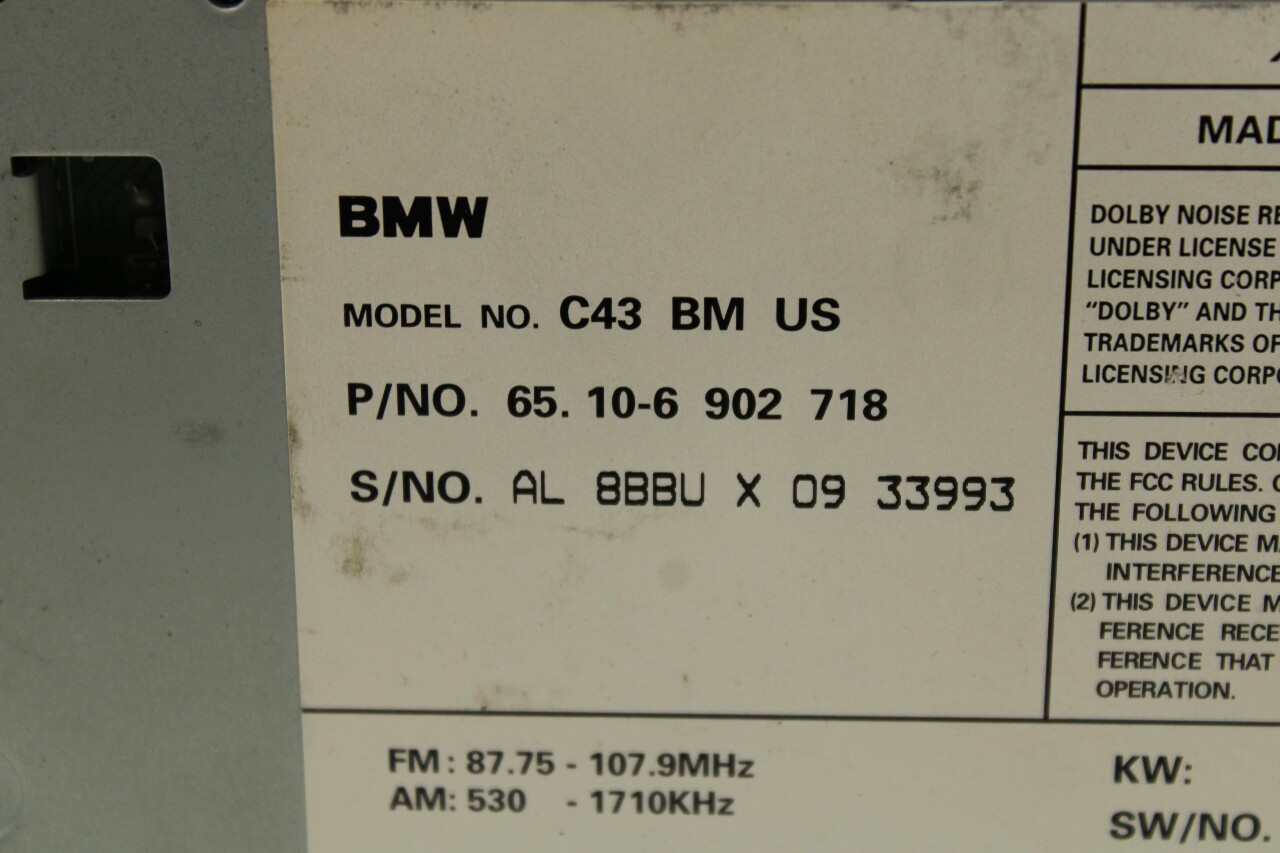 BMW
MODEL NO. C43 BM US
P/NO. 65. 10-6 902 718
S/NO. AL 8BBU X 09 33993
FM: 87.75 - 107.9MHz
AM: 530 - 1710KHz
MAD
DOLBY NOISE RE
UNDER LICENSE
LICENSING CORP
“DOLBY” AND TH
TRADEMARKS OF
LICENSING CORPO
THIS DEVICE COM
THE FCC RULES. O
THE FOLLOWING
(1) THIS DEVICE MA
INTERFERENCE
(2) THIS DEVICE M
FERENCE RECE
FERENCE THAT
OPERATION.
KW:
SW/NO.